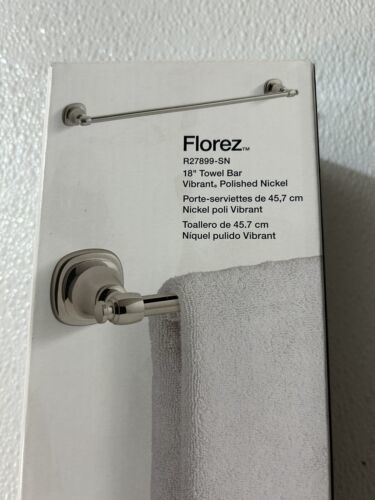 Florez™
R27899-SN
18" Towel Bar
Vibrant® Polished Nickel
Porte-serviettes de 45,7 cm
Nickel poli Vibrant
Toallero de 45.7 cm
Níquel pulido Vibrant